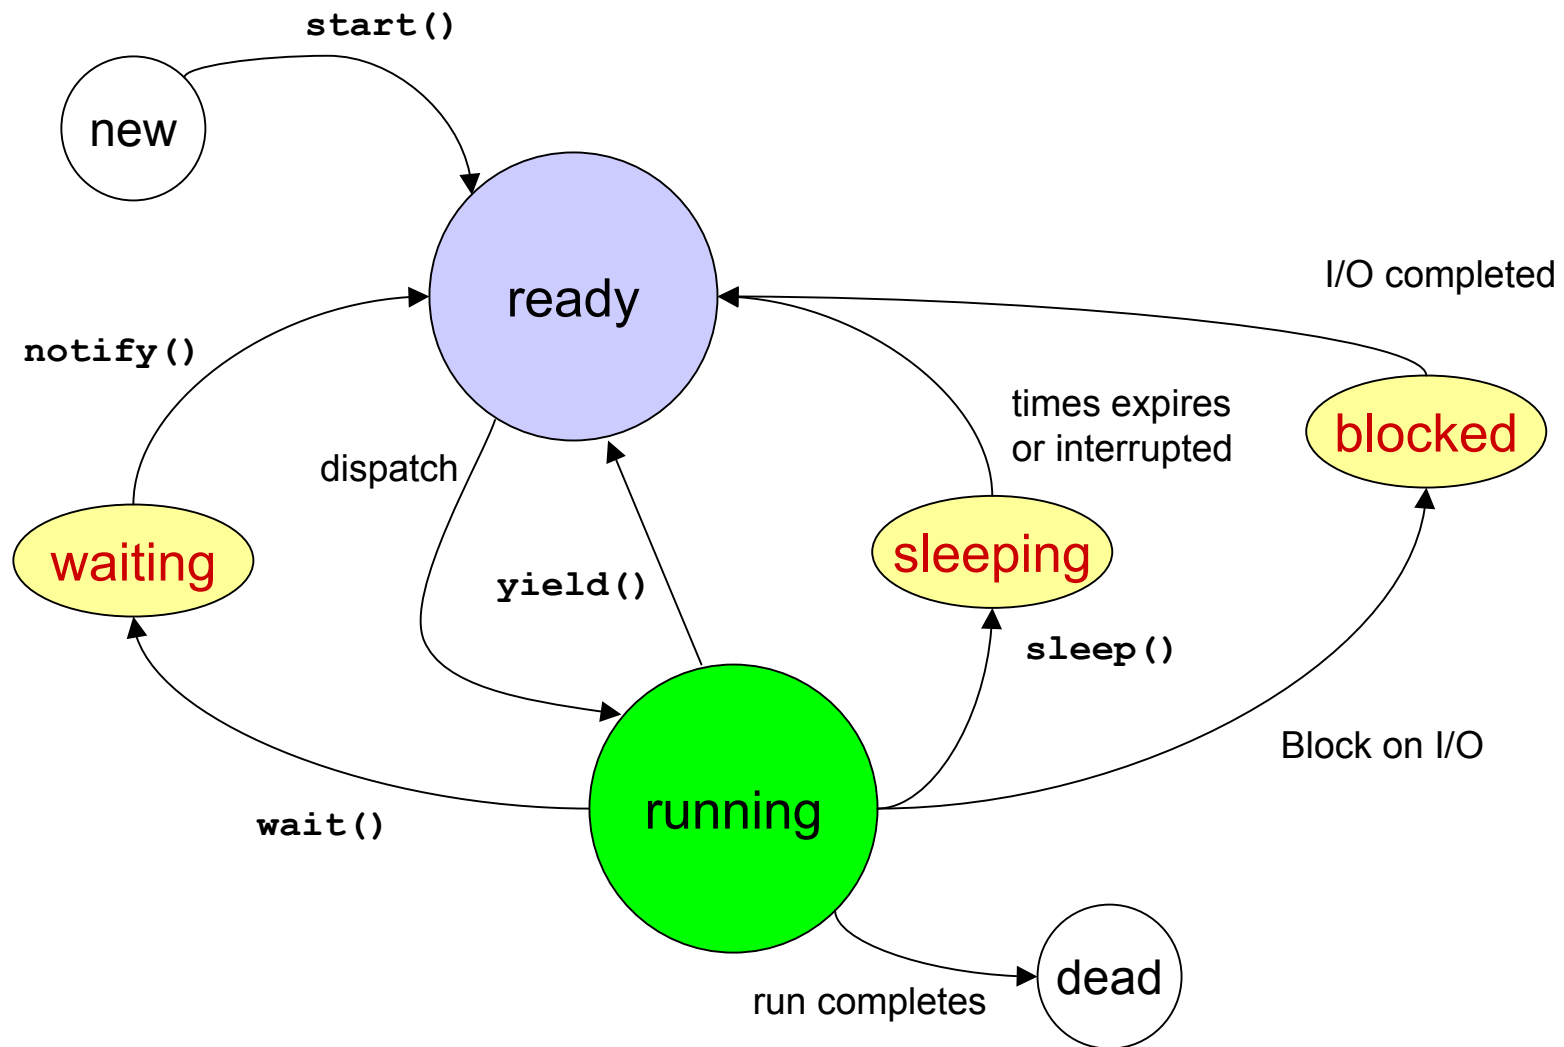 start()
new
ready
I/O completed
notify()
times expires
or interrupted
blocked
dispatch
waiting
sleeping
yield()
sleep()
Block on I/O
running
wait()
dead
run completes